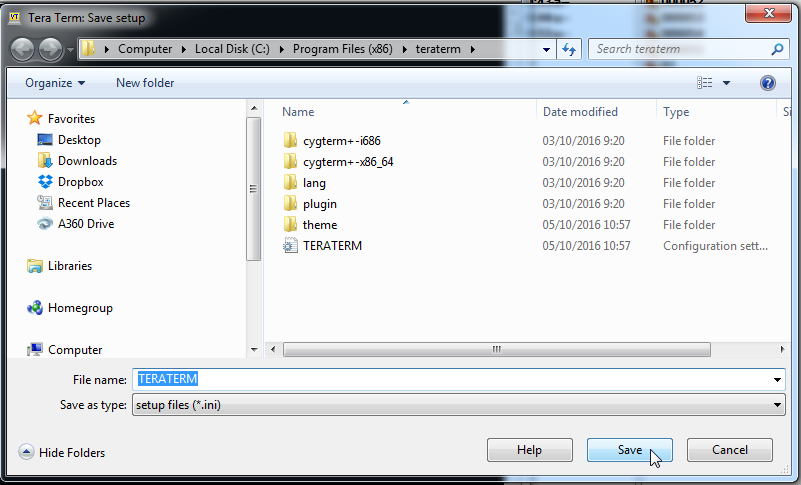 Tera Term: Save setup
Computer Local Disk (C:) Program Files (x86) teraterm
Search teraterm
Organize New folder
Name Date modified Type Si
Favorites
Desktop
Downloads
Dropbox
Recent Places
A360 Drive
Libraries
Homegroup
Computer
cygterm+-i686 03/10/2016 9:20 File folder
cygterm+-x86_64 03/10/2016 9:20 File folder
lang 03/10/2016 9:20 File folder
plugin 03/10/2016 9:20 File folder
theme 05/10/2016 10:57 File folder
TERATERM 05/10/2016 10:57 Configuration sett...
File name: TERATERM
Save as type: setup files (*.ini)
Hide Folders
Help Save Cancel